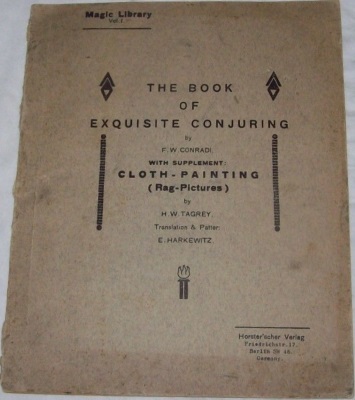 Magic Library
Vol. I
THE BOOK
OF
EXQUISITE CONJURING
By
F. W. CONRADI.
WITH SUPPLEMENT:
CLOTH-PAINTING
(Rag-Pictures)
by
H. W. TAGREY.
Translation & Patter:
E. HARKEWITZ.
Horster'scher Verlag
Friedrichstr. 17.
Berlin SW 48.
Germany.